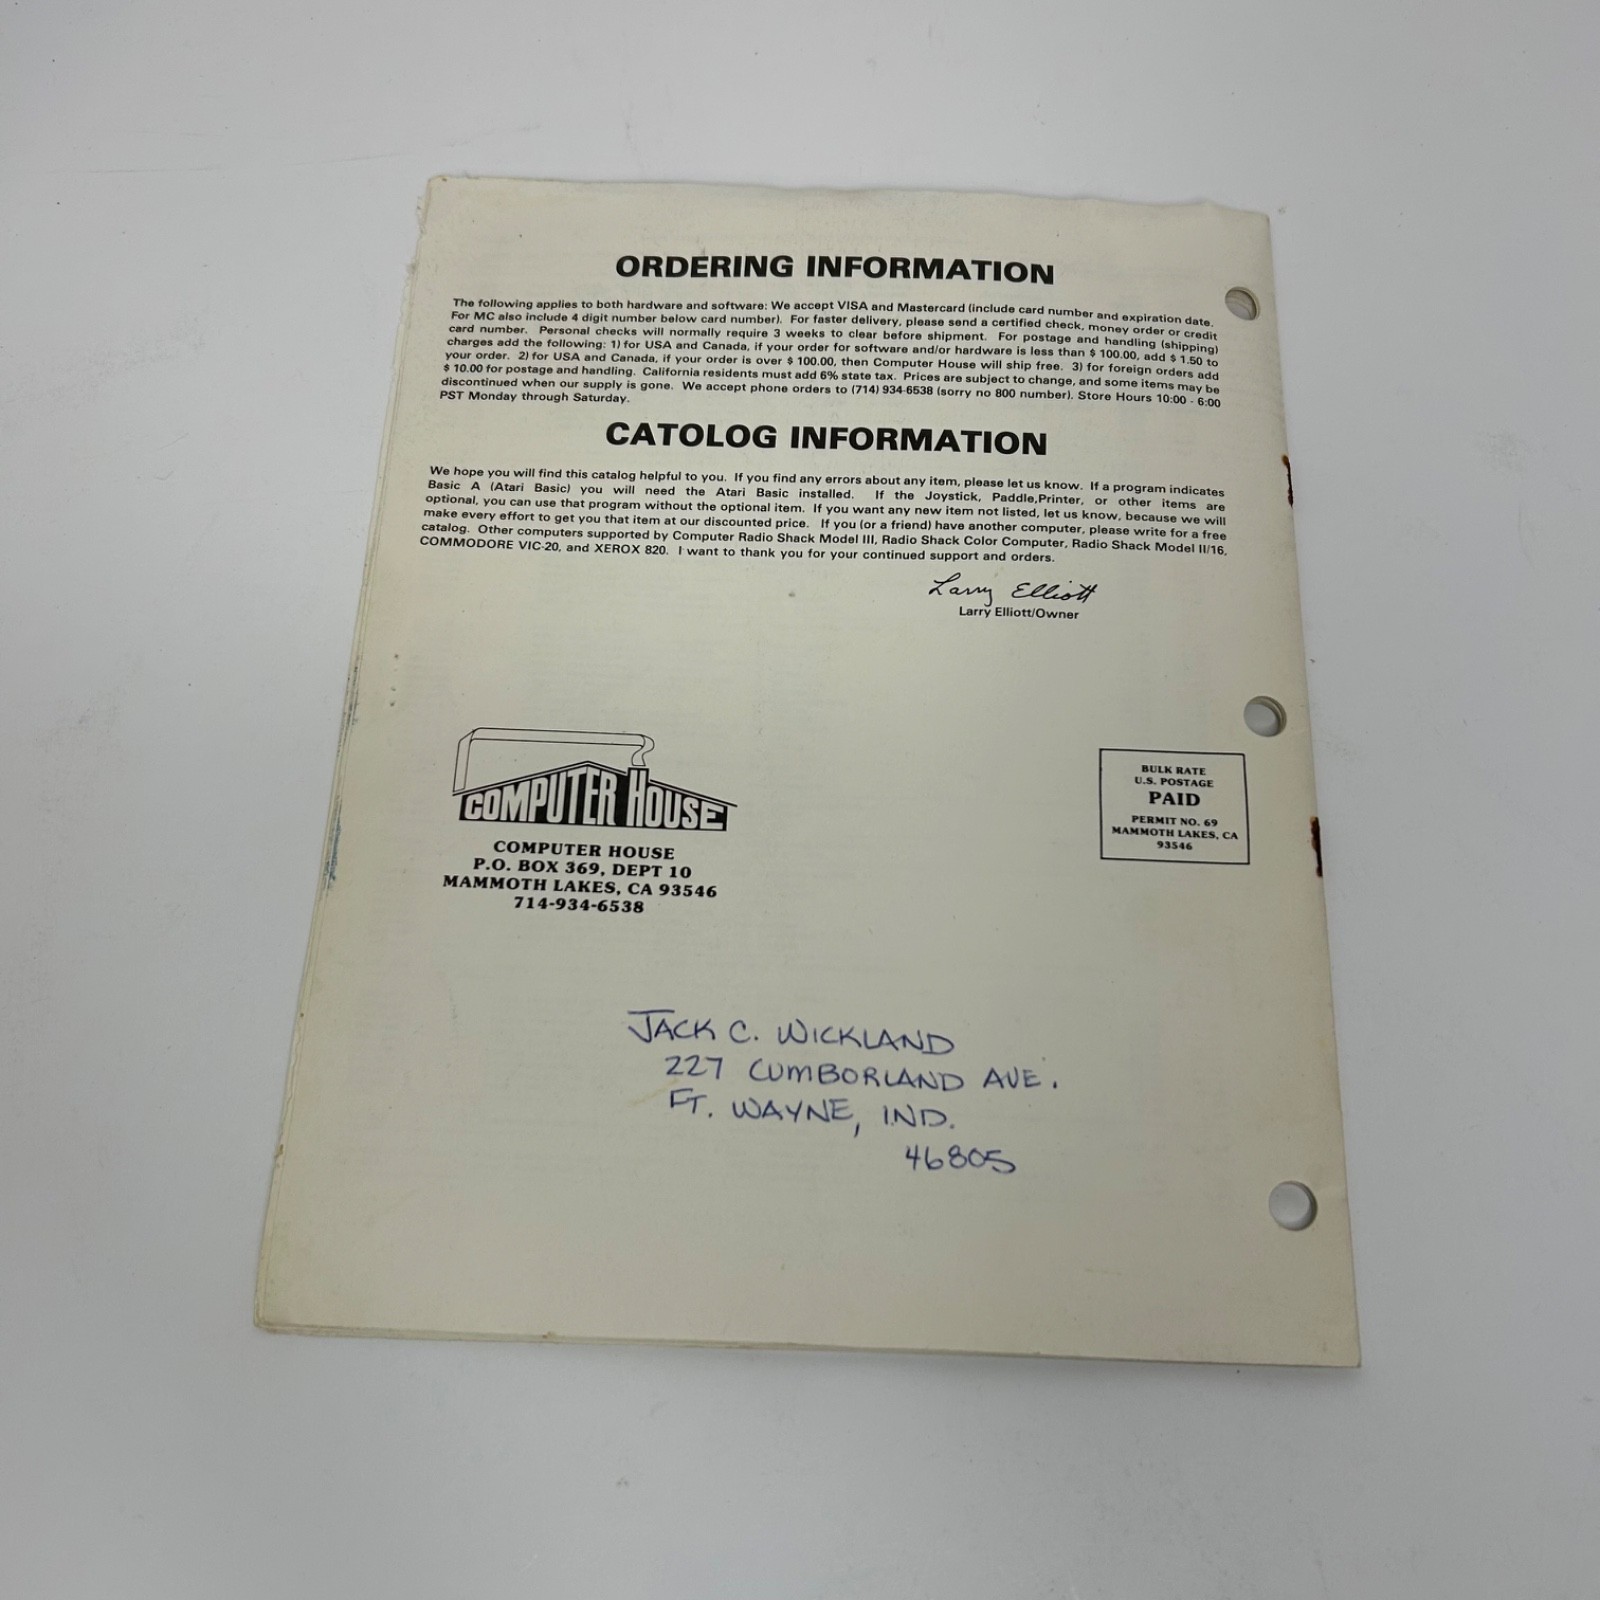 ORDERING INFORMATION
The following applies to both hardware and software: We accept VISA and Mastercard (include card number and expiration date.
For MC also include 4 digit number below card number). For faster delivery, please send a certified check, money order or credit
card number. Personal checks will normally require 3 weeks to clear before shipment. For postage and handling (shipping)
charges add the following: 1) for USA and Canada, if your order for software and/or hardware is less than $ 100.00, add $ 1.50 to
your order. 2) for USA and Canada, if your order is over $ 100.00, then Computer House will ship free. 3) for foreign orders add
$ 10.00 for postage and handling. California residents must add 6% state tax. Prices are subject to change, and some items may be
discontinued when our supply is gone. We accept phone orders to (714) 934-6538 (sorry no 800 number). Store Hours 10:00 - 6:00
PST Monday through Saturday.
CATOLOG INFORMATION
We hope you will find this catalog helpful to you. If you find any errors about any item, please let us know. If a program indicates
Basic A (Atari Basic) you will need the Atari Basic installed. If the Joystick, Paddle,Printer, or other items are
optional, you can use that program without the optional item. If you want any new item not listed, let us know, because we will
make every effort to get you that item at our discounted price. If you (or a friend) have another computer, please write for a free
catalog. Other computers supported by Computer Radio Shack Model III, Radio Shack Color Computer, Radio Shack Model II/16,
COMMODORE VIC-20, and XEROX 820. I want to thank you for your continued support and orders.
Larry Elliott
Larry Elliott/Owner
COMPUTER HOUSE
COMPUTER HOUSE
P.O. BOX 369, DEPT 10
MAMMOTH LAKES, CA 93546
714-934-6538
BULK RATE
U.S. POSTAGE
PAID
PERMIT NO. 69
MAMMOTH LAKES, CA
93546
JACK C. WICKLAND
227 CUMBORLAND AVE.
FT. WAYNE, IND.
46805